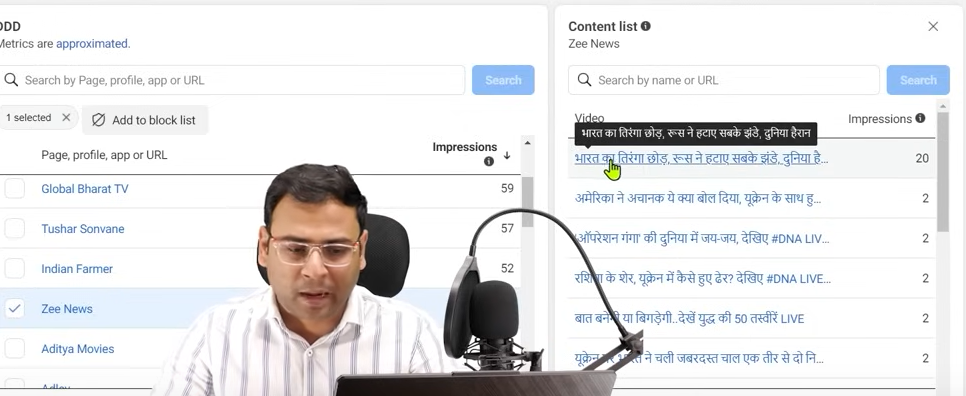 DDD
Metrics are approximated.
Search by Page, profile, app or URL
Search
1 selected
Add to block list
Page, profile, app or URL
Impressions
Global Bharat TV
59
Tushar Sonvane
57
Indian Farmer
52
Zee News
Aditya Movies
Content list
Zee News
Search by name or URL
Search
Video
Impressions
भारत का तिरंगा छोड़, रूस ने हटाए सबके झंडे, दुनिया हैरान
भारत का तिरंगा छोड़, रूस ने हटाए सबके झंडे, दुनिया है...
20
अमेरिका ने अचानक ये क्या बोल दिया, यूक्रेन के साथ हु...
2
'ऑपरेशन गंगा' की दुनिया में जय-जय, देखिए #DNA LIV...
2
के शेर, यूक्रेन में कैसे हुए ढेर? देखिए #DNA LIVE...
2
बात बनेगी या बिगड़ेगी..देखें युद्ध की 50 तस्वीरें LIVE
2
यूक्रेन पर भारत ने चली जबरदस्त चाल एक तीर से दो नि...
2